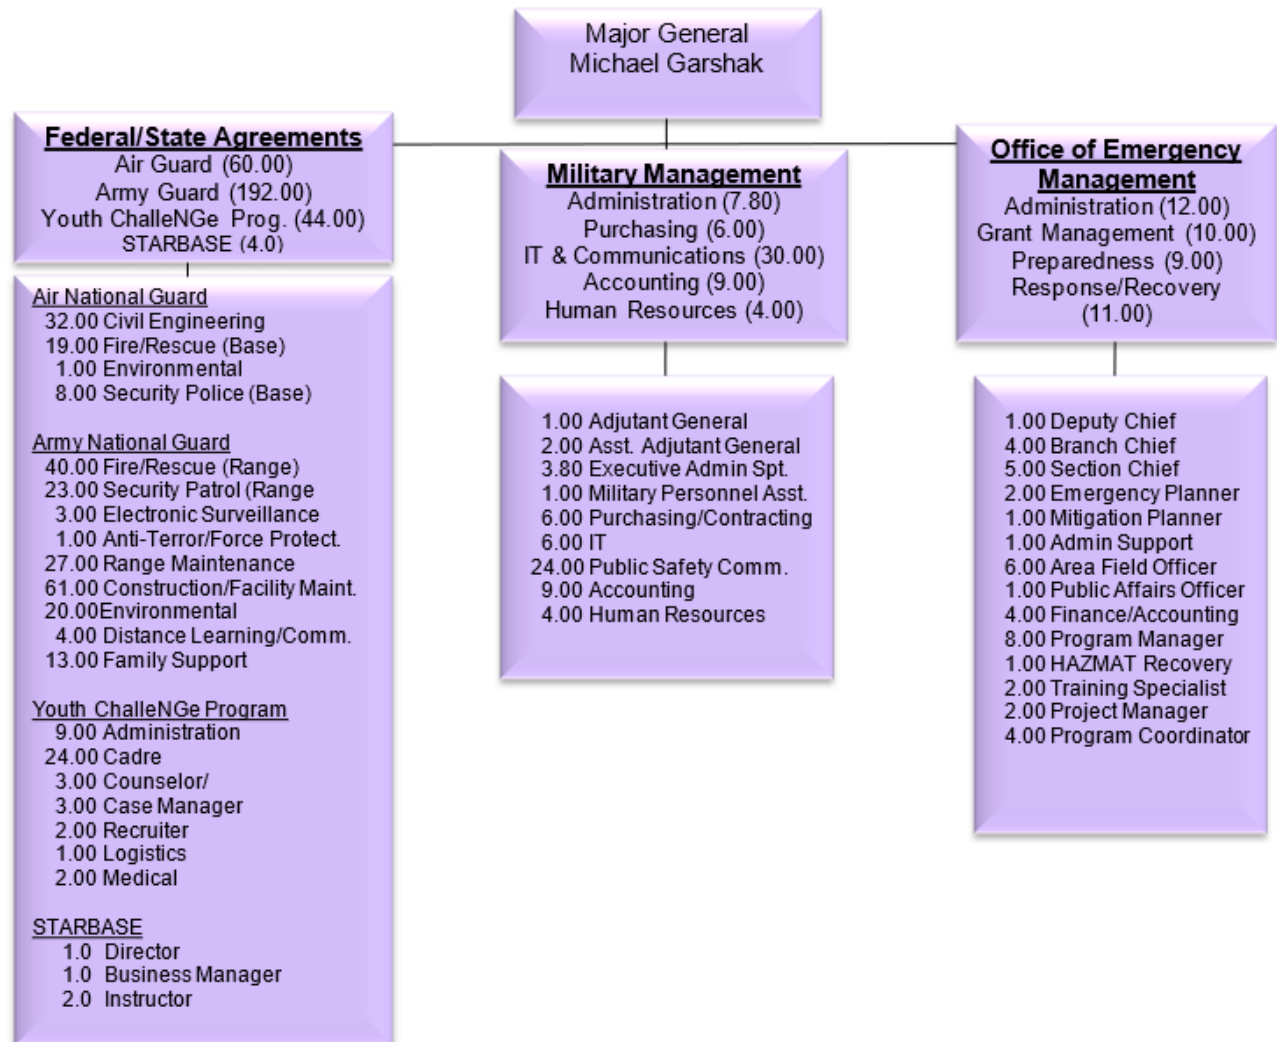 Major General
Michael Garshak
Federal/State Agreements
Air Guard (60.00)
Army Guard (192.00)
Youth ChalleNGe Prog. (44.00)
STARBASE (4.0)
Air National Guard
32.00 Civil Engineering
19.00 Fire/Rescue (Base)
1.00 Environmental
8.00 Security Police (Base)
Army National Guard
40.00 Fire/Rescue (Range)
23.00 Security Patrol (Range
3.00 Electronic Surveillance
1.00 Anti-Terror/Force Protect.
27.00 Range Maintenance
61.00 Construction/Facility Maint.
20.00Environmental
4.00 Distance Learning/Comm.
13.00 Family Support
Youth ChalleNGe Program
9.00 Administration
24.00 Cadre
3.00 Counselor/
3.00 Case Manager
2.00 Recruiter
1.00 Logistics
2.00 Medical
STARBASE
1.0 Director
1.0 Business Manager
2.0 Instructor
Military Management
Administration (7.80)
Purchasing (6.00)
IT & Communications (30.00)
Accounting (9.00)
Human Resources (4.00)
1.00 Adjutant General
2.00 Asst. Adjutant General
3.80 Executive Admin Spt.
1.00 Military Personnel Asst.
6.00 Purchasing/Contracting
6.00 IT
24.00 Public Safety Comm.
9.00 Accounting
4.00 Human Resources
Office of Emergency
Management
Administration (12.00)
Grant Management (10.00)
Preparedness (9.00)
Response/Recovery
(11.00)
1.00 Deputy Chief
4.00 Branch Chief
5.00 Section Chief
2.00 Emergency Planner
1.00 Mitigation Planner
1.00 Admin Support
6.00 Area Field Officer
1.00 Public Affairs Officer
4.00 Finance/Accounting
8.00 Program Manager
1.00 HAZMAT Recovery
2.00 Training Specialist
2.00 Project Manager
4.00 Program Coordinator